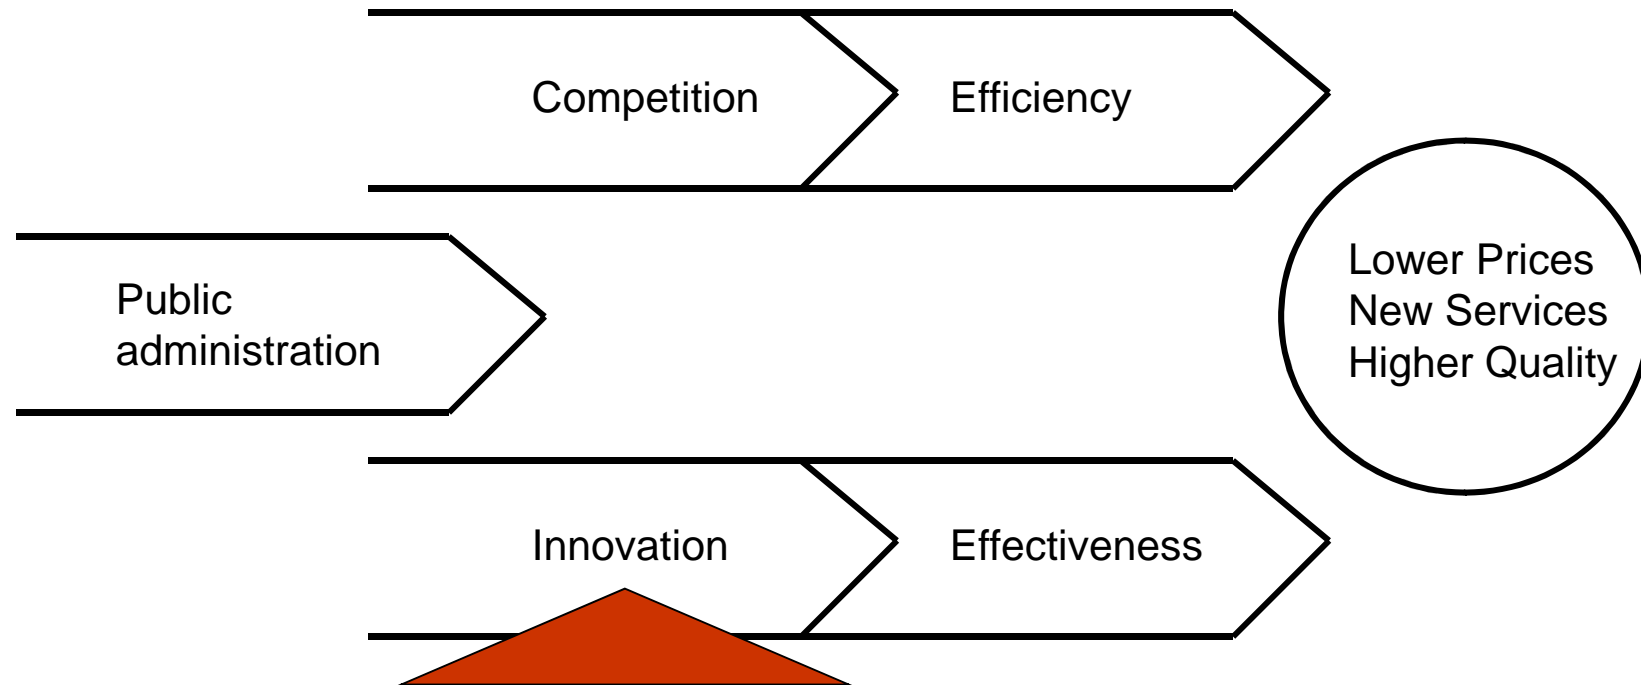 Competition
Efficiency
Public
administration
Lower Prices
New Services
Higher Quality
Innovation
Effectiveness